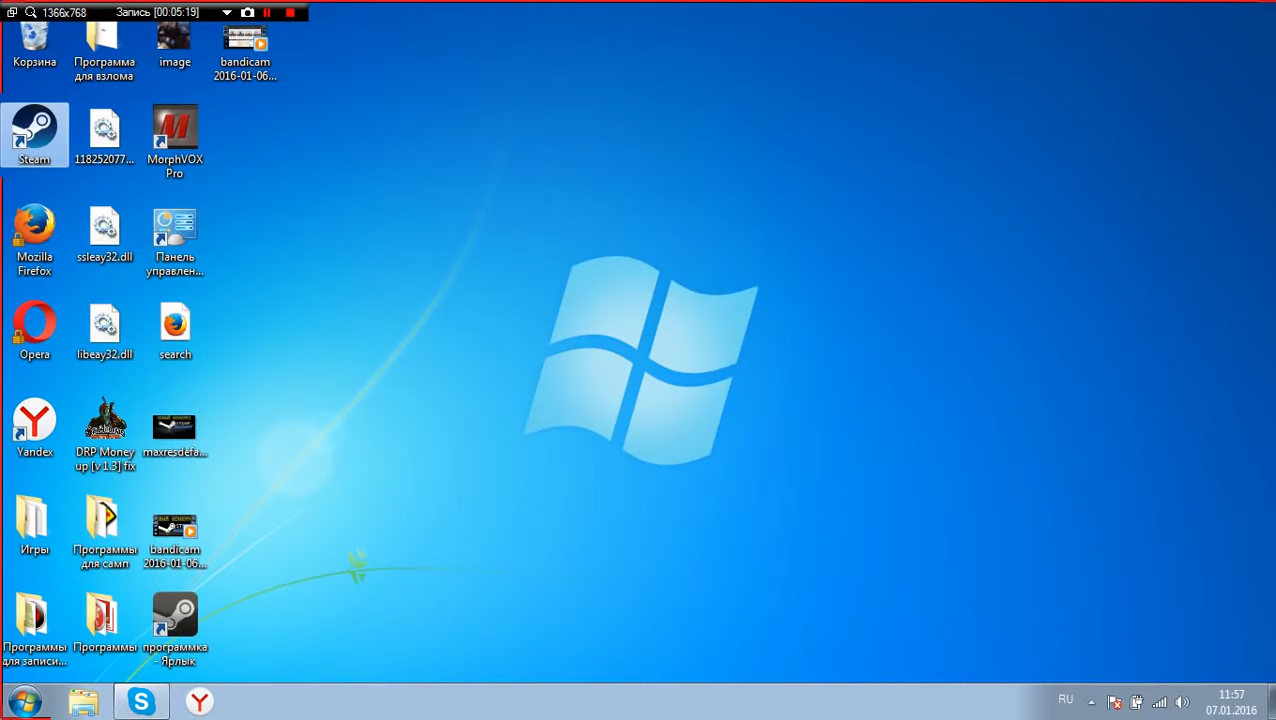 1366x768 Запись [00:05:19]
Корзина
Программа
для взлома
image
bandicam
2016-01-06...
Steam
118252077...
MorphVOX
Pro
Mozilla
Firefox
ssleay32.dll
Панель
управлен...
Opera
libeay32.dll
search
Yandex
DRP Money
up [v 1.3] fix
maxresdefa...
Игры
Программы
для самп
bandicam
2016-01-06...
Программы
для записи...
Программы
программка
- Ярлык
RU
11:57
07.01.2016